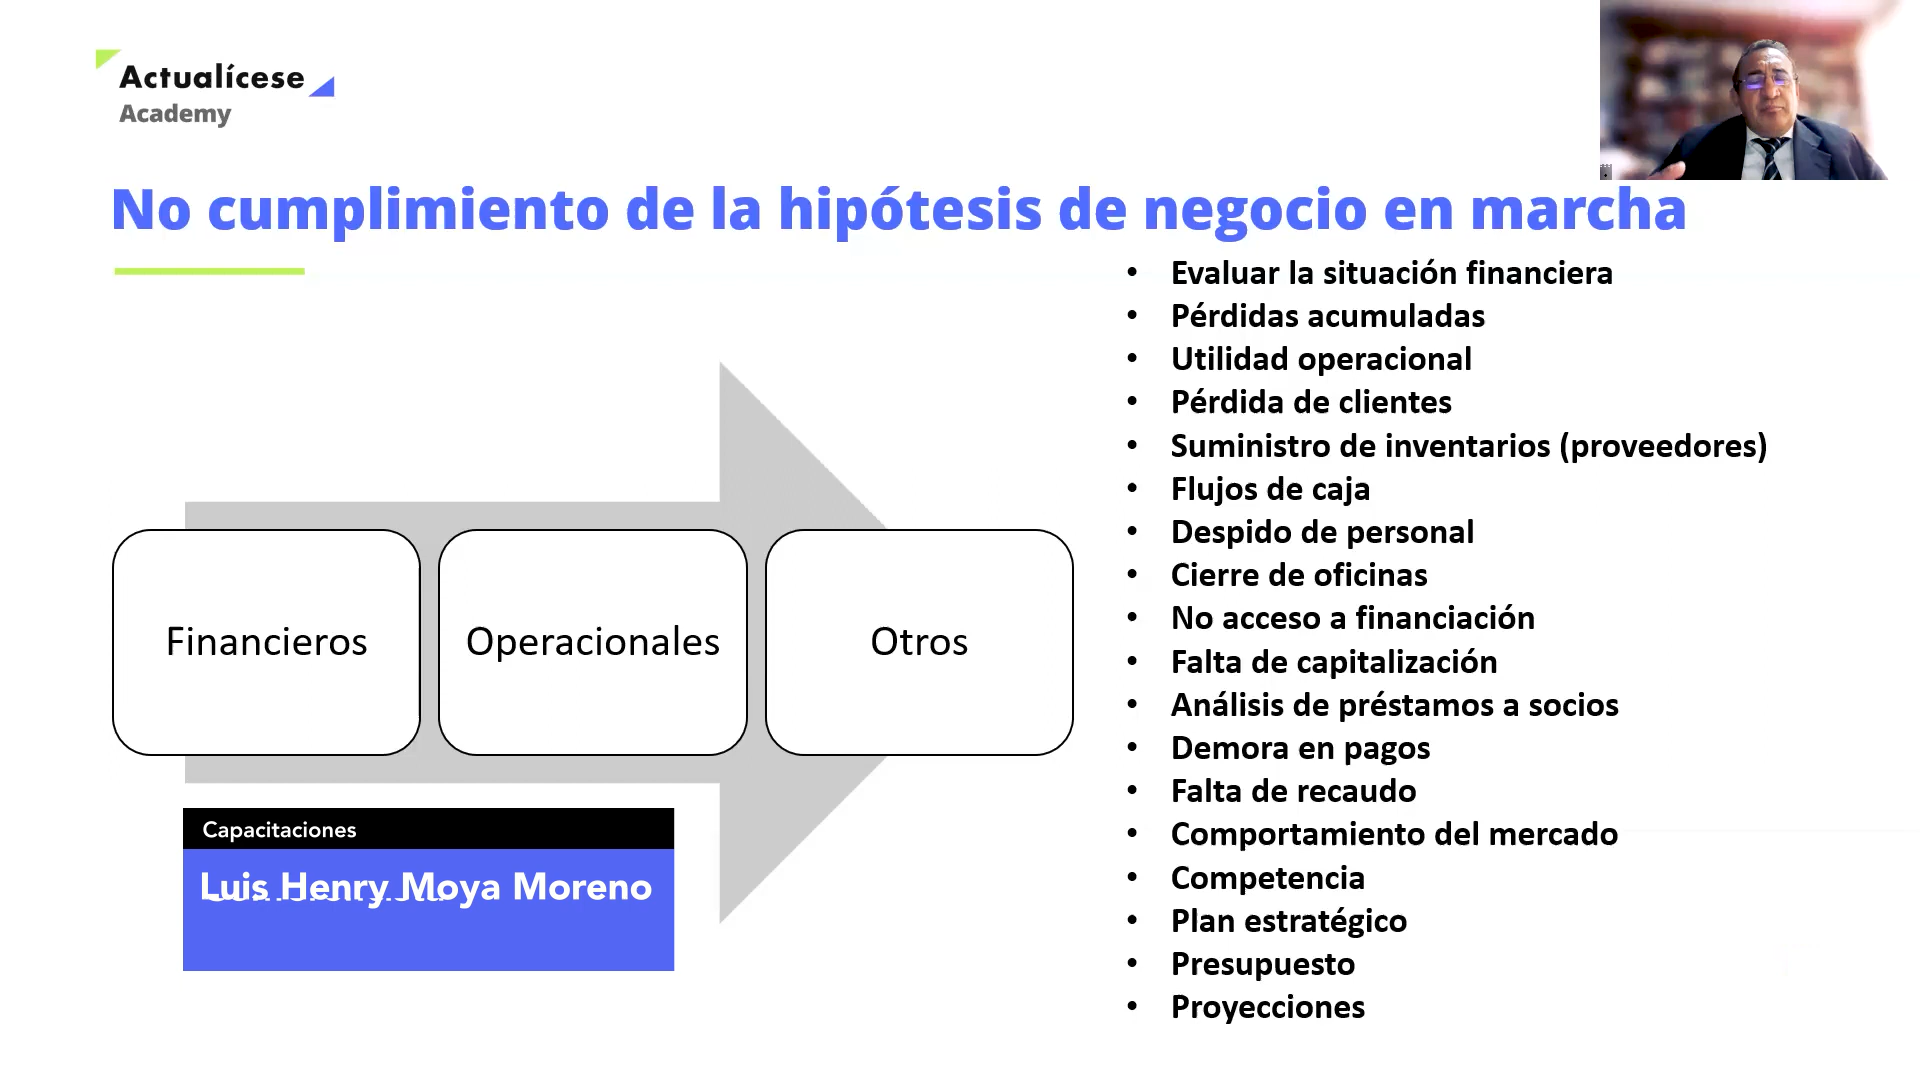 Actualícese
Academy
No cumplimiento de la hipótesis de negocio en marcha
• Evaluar la situación financiera
• Pérdidas acumuladas
• Utilidad operacional
• Pérdida de clientes
• Suministro de inventarios (proveedores)
• Flujos de caja
• Despido de personal
• Cierre de oficinas
• No acceso a financiación
• Falta de capitalización
• Análisis de préstamos a socios
• Demora en pagos
• Falta de recaudo
• Comportamiento del mercado
• Competencia
• Plan estratégico
• Presupuesto
• Proyecciones
Financieros
Operacionales
Otros
Capacitaciones
Luis Henry Moya Moreno